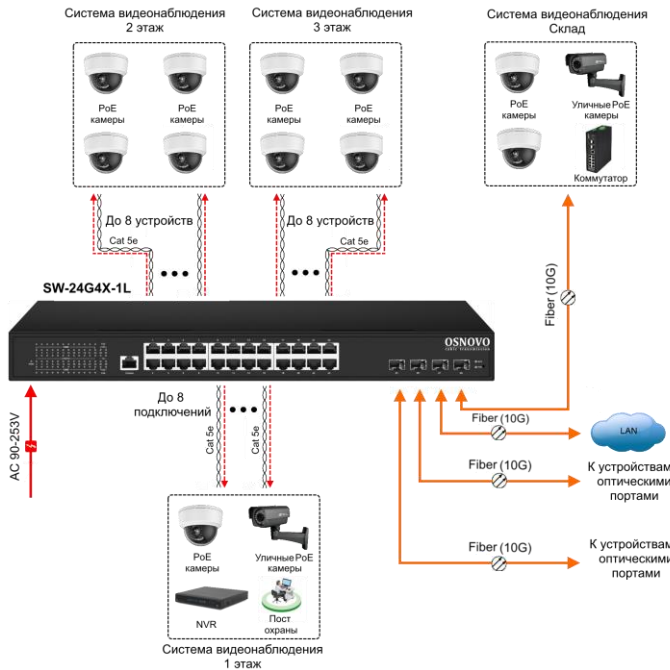 Система видеонаблюдения
2 этаж
Система видеонаблюдения
3 этаж
Система видеонаблюдения
Склад
PoE
камеры
PoE
камеры
PoE
камеры
PoE
камеры
PoE
камеры
Уличные PoE
камеры
Коммутатор
До 8 устройств
До 8 устройств
Cat 5e
Cat 5e
SW-24G4X-1L
Fiber (10G)
OSNOVO
До 8
подключений
Cat 5e
Cat 5e
AC 90-253V
Fiber (10G)
LAN
Fiber (10G)
К устройствам
оптическими
портами
Fiber (10G)
К устройствам
оптическими
портами
PoE
камеры
Уличные PoE
камеры
NVR
Пост
охраны
Система видеонаблюдения
1 этаж